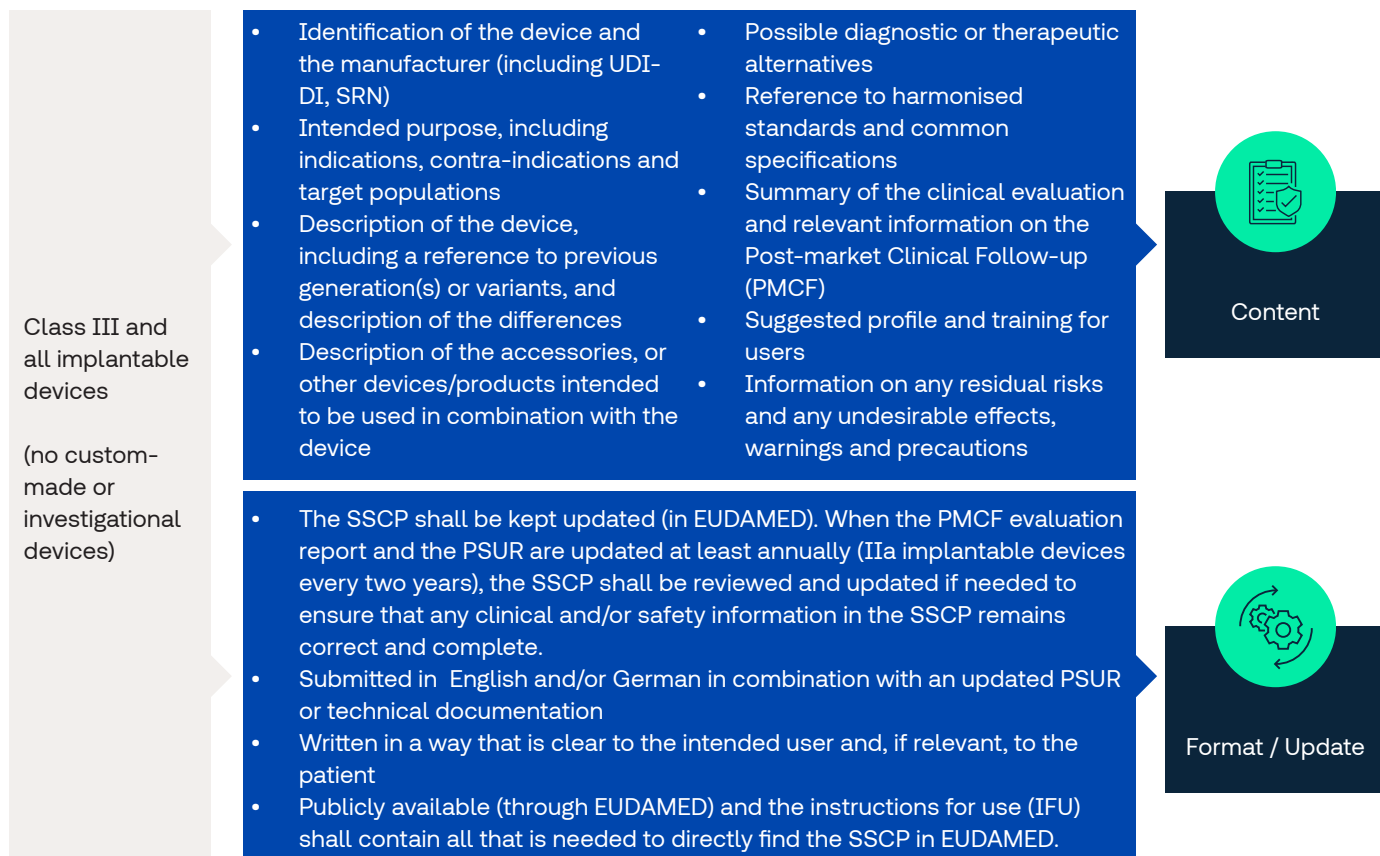 Class III and
all implantable
devices
(no custom-
made or
investigational
devices)
• Identification of the device and
the manufacturer (including UDI-
DI, SRN)
• Intended purpose, including
indications, contra-indications and
target populations
• Description of the device,
including a reference to previous
generation(s) or variants, and
description of the differences
• Description of the accessories, or
other devices/products intended
to be used in combination with the
device
• Possible diagnostic or therapeutic
alternatives
• Reference to harmonised
standards and common
specifications
• Summary of the clinical evaluation
and relevant information on the
Post-market Clinical Follow-up
(PMCF)
• Suggested profile and training for
users
• Information on any residual risks
and any undesirable effects,
warnings and precautions
Content
• The SSCP shall be kept updated (in EUDAMED). When the PMCF evaluation
report and the PSUR are updated at least annually (IIa implantable devices
every two years), the SSCP shall be reviewed and updated if needed to
ensure that any clinical and/or safety information in the SSCP remains
correct and complete.
• Submitted in  English and/or German in combination with an updated PSUR
or technical documentation
• Written in a way that is clear to the intended user and, if relevant, to the
patient
• Publicly available (through EUDAMED) and the instructions for use (IFU)
shall contain all that is needed to directly find the SSCP in EUDAMED.
Format / Update